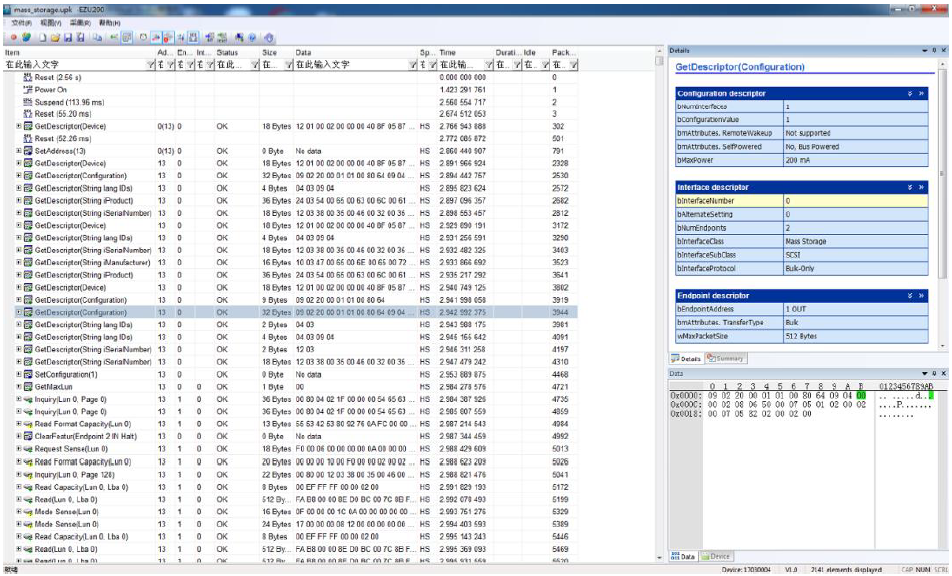 mass_storage.upk - EZU200
文件(F) 视图(V) 采集(R) 帮助(H)
Item Ad... En... Int... Status Size Data Sp... Time Durati... Idle Pack...
在此输入文字 在此... 在... 在此输入文字 在此输... 在... 在... 在...
Reset (2.56 s) 0.000 000 000 0
Power On 1.423 291 761 1
Suspend (113.96 ms) 2.560 554 717 2
Reset (55.20 ms) 2.674 512 053 3
GetDescriptor(Device) 0(13) 0 OK 18 Bytes 12 01 00 02 00 00 00 40 8F 05 87 ... HS 2.766 943 888 302
Reset (52.26 ms) 2.772 085 872 501
SetAddress(13) 0(13) 0 OK 0 Byte No data HS 2.860 440 907 791
GetDescriptor(Device) 13 0 OK 18 Bytes 12 01 00 02 00 00 00 40 8F 05 87 ... HS 2.891 966 924 2328
GetDescriptor(Configuration) 13 0 OK 32 Bytes 09 02 20 00 01 01 00 80 64 09 04 ... HS 2.894 442 767 2530
GetDescriptor(String lang IDs) 13 0 OK 4 Bytes 04 03 09 04 HS 2.895 823 624 2572
GetDescriptor(String iProduct) 13 0 OK 36 Bytes 24 03 54 00 65 00 63 00 6C 00 61 ... HS 2.897 096 357 2682
GetDescriptor(String iSerialNumber) 13 0 OK 18 Bytes 12 03 38 00 35 00 46 00 32 00 36 ... HS 2.898 553 457 2812
GetDescriptor(Device) 13 0 OK 18 Bytes 12 01 00 02 00 00 00 40 8F 05 87 ... HS 2.929 890 191 3172
GetDescriptor(String lang IDs) 13 0 OK 4 Bytes 04 03 09 04 HS 2.931 256 591 3290
GetDescriptor(String iSerialNumber) 13 0 OK 18 Bytes 12 03 38 00 35 00 46 00 32 00 36 ... HS 2.932 482 325 3403
GetDescriptor(String iManufacturer) 13 0 OK 16 Bytes 10 03 47 00 65 00 6E 00 65 00 72 ... HS 2.933 866 692 3523
GetDescriptor(String iProduct) 13 0 OK 36 Bytes 24 03 54 00 65 00 63 00 6C 00 61 ... HS 2.935 217 292 3641
GetDescriptor(Device) 13 0 OK 18 Bytes 12 01 00 02 00 00 00 40 8F 05 87 ... HS 2.940 749 125 3802
GetDescriptor(Configuration) 13 0 OK 9 Bytes 09 02 20 00 01 01 00 80 64 HS 2.941 998 058 3919
GetDescriptor(Configuration) 13 0 OK 32 Bytes 09 02 20 00 01 01 00 80 64 09 04 ... HS 2.942 992 375 3944
GetDescriptor(String lang IDs) 13 0 OK 2 Bytes 04 03 HS 2.943 988 175 3981
GetDescriptor(String lang IDs) 13 0 OK 4 Bytes 04 03 09 04 HS 2.945 165 642 4091
GetDescriptor(String iSerialNumber) 13 0 OK 2 Bytes 12 03 HS 2.946 311 258 4197
GetDescriptor(String iSerialNumber) 13 0 OK 18 Bytes 12 03 38 00 35 00 46 00 32 00 36 ... HS 2.947 479 242 4310
SetConfiguration(1) 13 0 OK 0 Byte No data HS 2.953 889 875 4468
GetMaxLun 13 0 0 OK 1 Byte 00 HS 2.984 278 576 4721
Inquiry(Lun 0, Page 0) 13 1 0 OK 36 Bytes 00 80 04 02 1F 00 00 00 54 65 63 ... HS 2.984 387 926 4735
Inquiry(Lun 0, Page 0) 13 1 0 OK 36 Bytes 00 80 04 02 1F 00 00 00 54 65 63 ... HS 2.985 807 559 4859
Read Format Capacity(Lun 0) 13 1 0 OK 13 Bytes 55 53 42 53 80 92 76 0A FC 00 00 ... HS 2.987 214 543 4984
ClearFeatur(Endpoint 2 IN Halt) 13 0 0 OK 0 Byte No data HS 2.987 344 459 4992
Request Sense(Lun 0) 13 1 0 OK 18 Bytes F0 00 06 00 00 00 00 0A 00 00 00 ... HS 2.988 429 609 5013
Read Format Capacity(Lun 0) 13 1 0 OK 20 Bytes 00 00 00 10 00 F0 00 00 02 00 02 ... HS 2.988 623 209 5026
Inquiry(Lun 0, Page 128) 13 1 0 OK 22 Bytes 00 80 00 12 03 38 00 35 00 46 00 ... HS 2.988 821 476 5041
Read Capacity(Lun 0, Lba 0) 13 1 0 OK 8 Bytes 00 EF FF FF 00 00 02 00 HS 2.991 029 193 5172
Read(Lun 0, Lba 0) 13 1 0 OK 512 By... FA B8 00 00 8E D0 BC 00 7C 8B F... HS 2.992 078 493 5199
Mode Sense(Lun 0) 13 1 0 OK 16 Bytes 0F 00 00 00 1C 0A 00 00 00 00 00 ... HS 2.993 761 276 5329
Mode Sense(Lun 0) 13 1 0 OK 24 Bytes 17 00 00 00 08 12 00 00 00 00 00 ... HS 2.994 403 593 5389
Read Capacity(Lun 0, Lba 0) 13 1 0 OK 8 Bytes 00 EF FF FF 00 00 02 00 HS 2.995 143 243 5446
Read(Lun 0, Lba 0) 13 1 0 OK 512 By... FA B8 00 00 8E D0 BC 00 7C 8B F... HS 2.995 369 093 5469
Details
GetDescriptor(Configuration)
Configuration descriptor
bNumInterfaces 1
bConfigurationValue 1
bmAttributes. RemoteWakeup Not supported
bmAttributes. SelfPowered No, Bus Powered
bMaxPower 200 mA
Interface descriptor
bInterfaceNumber 0
bAlternateSetting 0
bNumEndpoints 2
bInterfaceClass Mass Storage
bInterfaceSubClass SCSI
bInterfaceProtocol Bulk-Only
Endpoint descriptor
bEndpointAddress 1 OUT
bmAttributes. TransferType Bulk
wMaxPacketSize 512 Bytes
Details Summary
Data
0 1 2 3 4 5 6 7 8 9 A B 0123456789AB
0x0000: 09 02 20 00 01 01 00 80 64 09 04 00 .. .....d...
0x000C: 00 02 08 06 50 00 07 05 01 02 00 02 ....P.......
0x0018: 00 07 05 82 02 00 02 00 ........
Data Device
就绪 Device:17030004 V1.0 2141 elements displayed CAP NUM SCRL